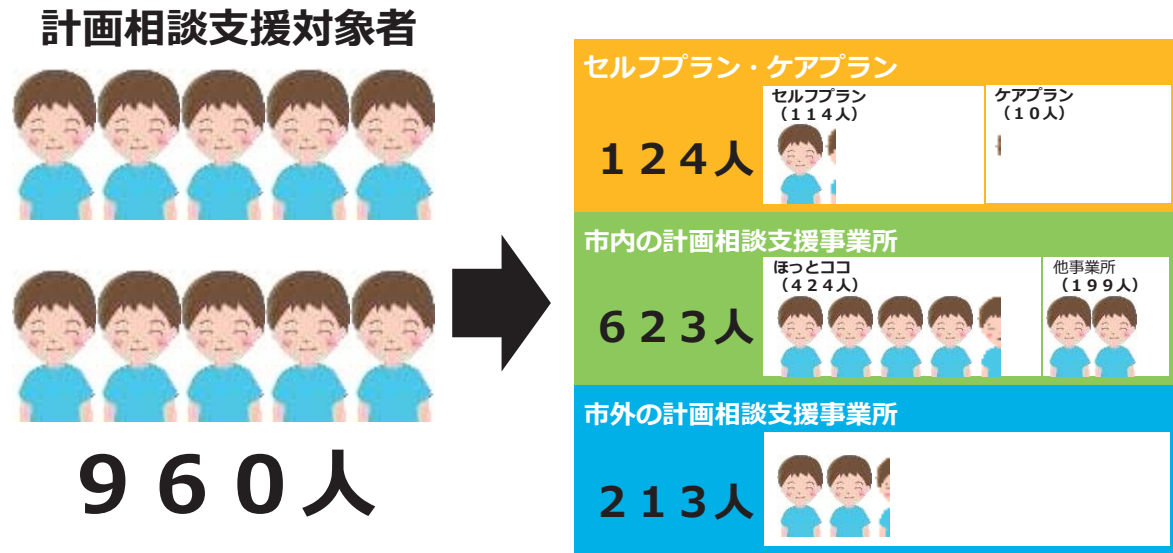 計画相談支援対象者
９６０人
セルフプラン・ケアプラン
１２４人
セルフプラン
（１１４人）
ケアプラン
（１０人）
市内の計画相談支援事業所
６２３人
ほっとココ
（４２４人）
他事業所
（１９９人）
市外の計画相談支援事業所
２１３人